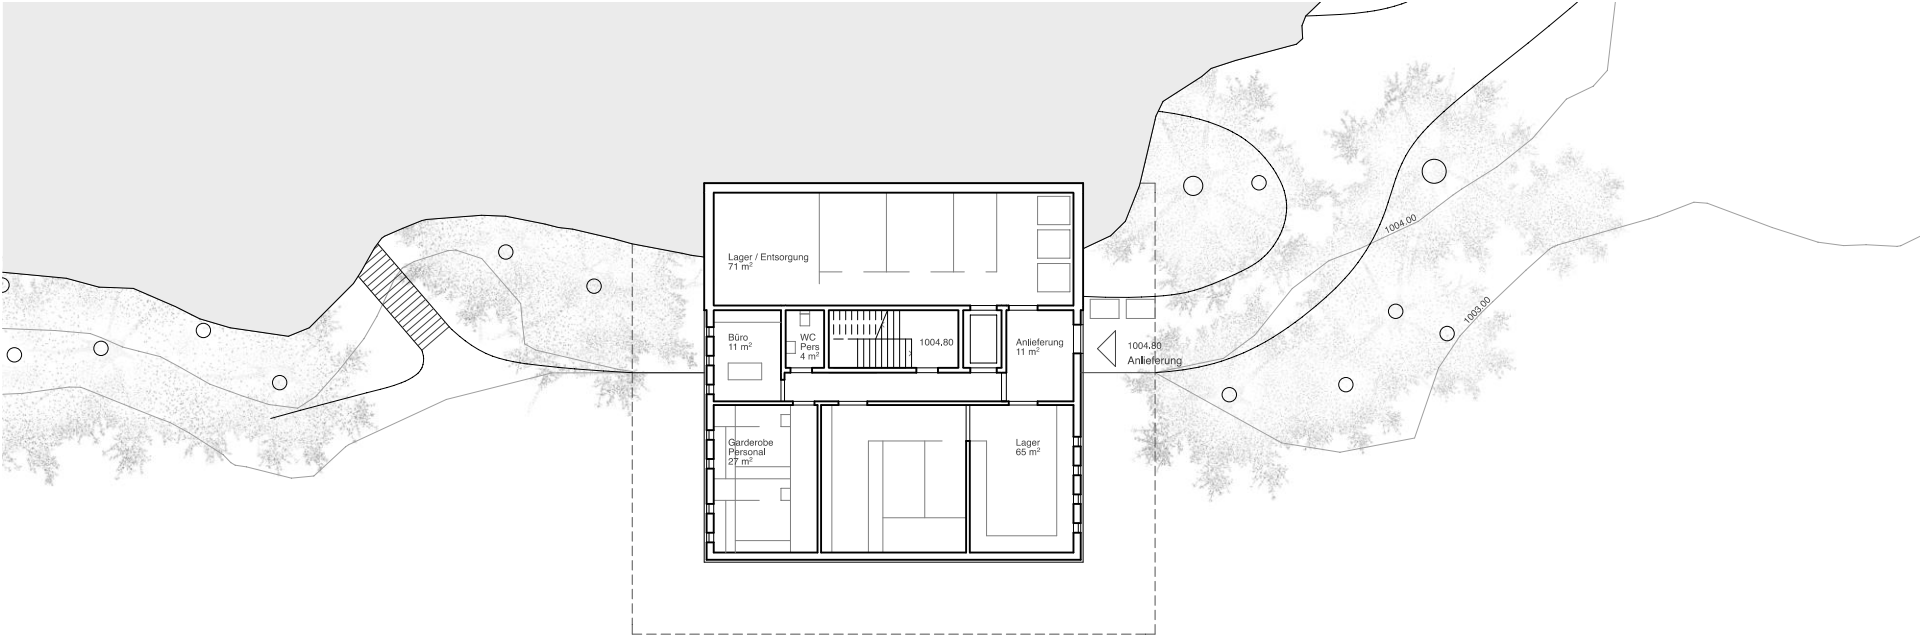 1004.00
Lager / Entsorgung
71 m²
1003.00
Büro
11 m²
WC
Pers
4 m²
1004,80
Anlieferung
11 m²
1004.80
Anlieferung
Garderobe
Personal
27 m²
Lager
65 m²